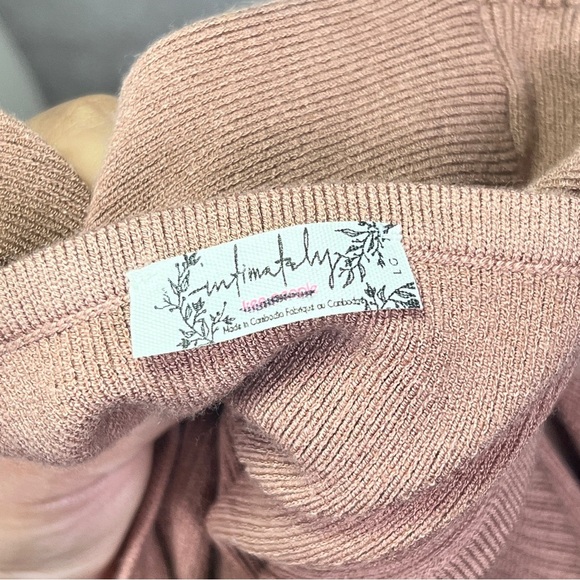 intimately
Made in Cambodia Fabriqué au Cambodge
L C